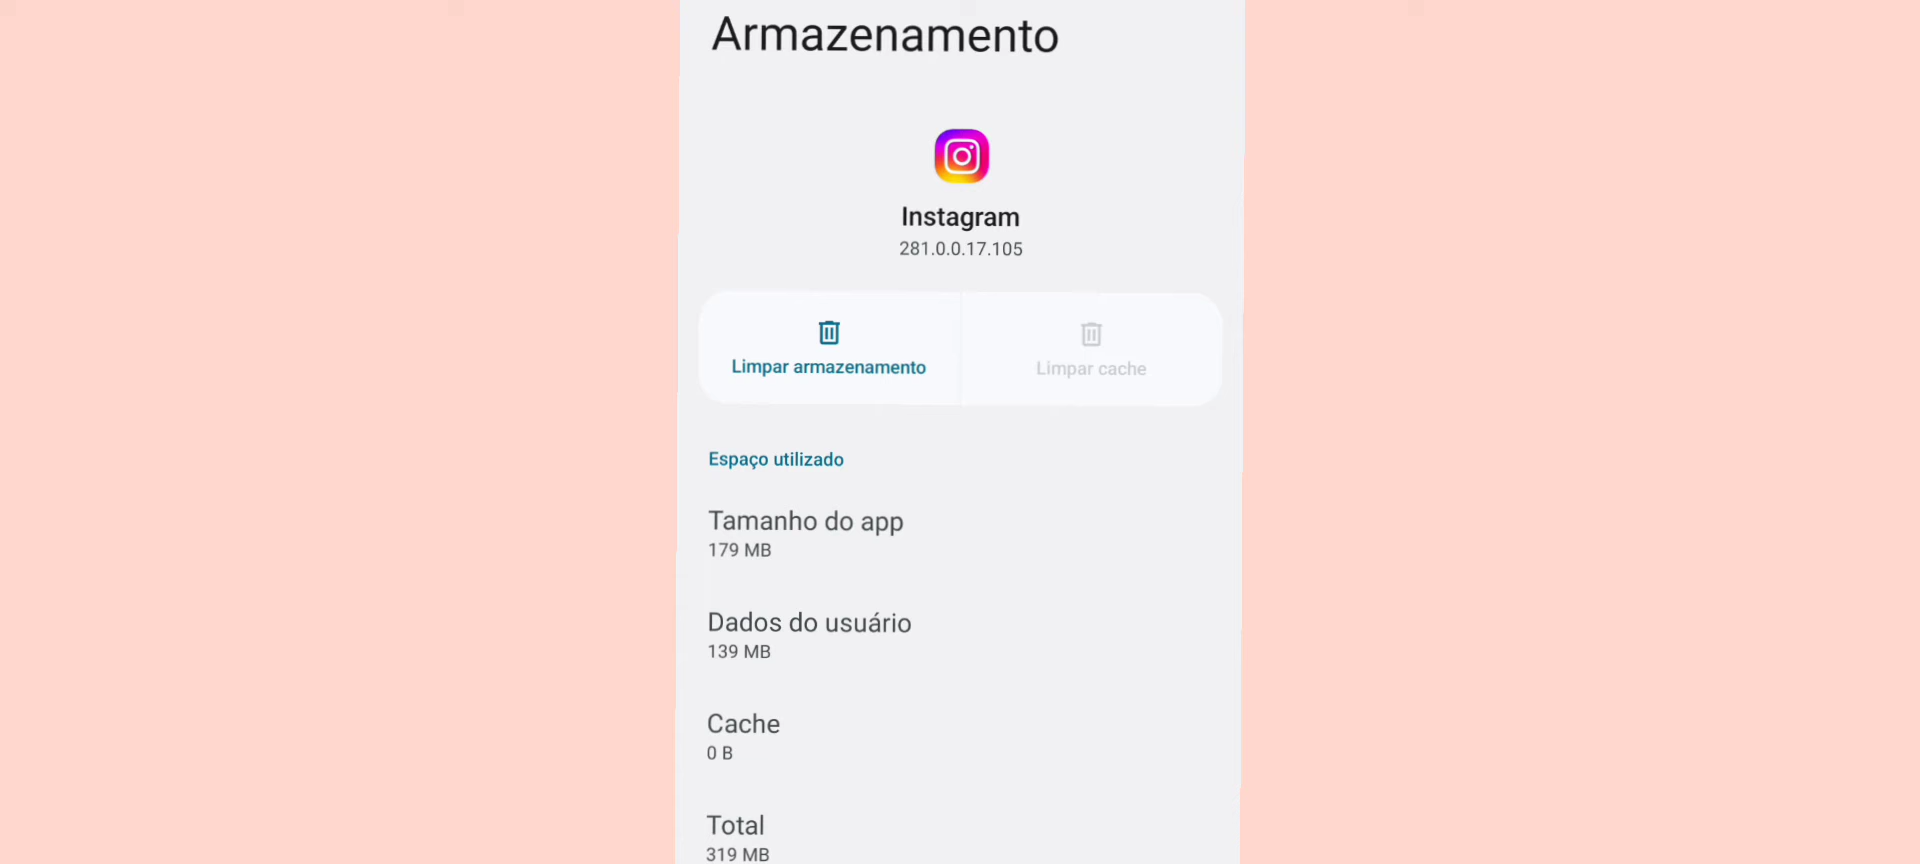 Armazenamento
Instagram
281.0.0.17.105
Limpar armazenamento
Limpar cache
Espaço utilizado
Tamanho do app
179 MB
Dados do usuário
139 MB
Cache
0 B
Total
319 MB